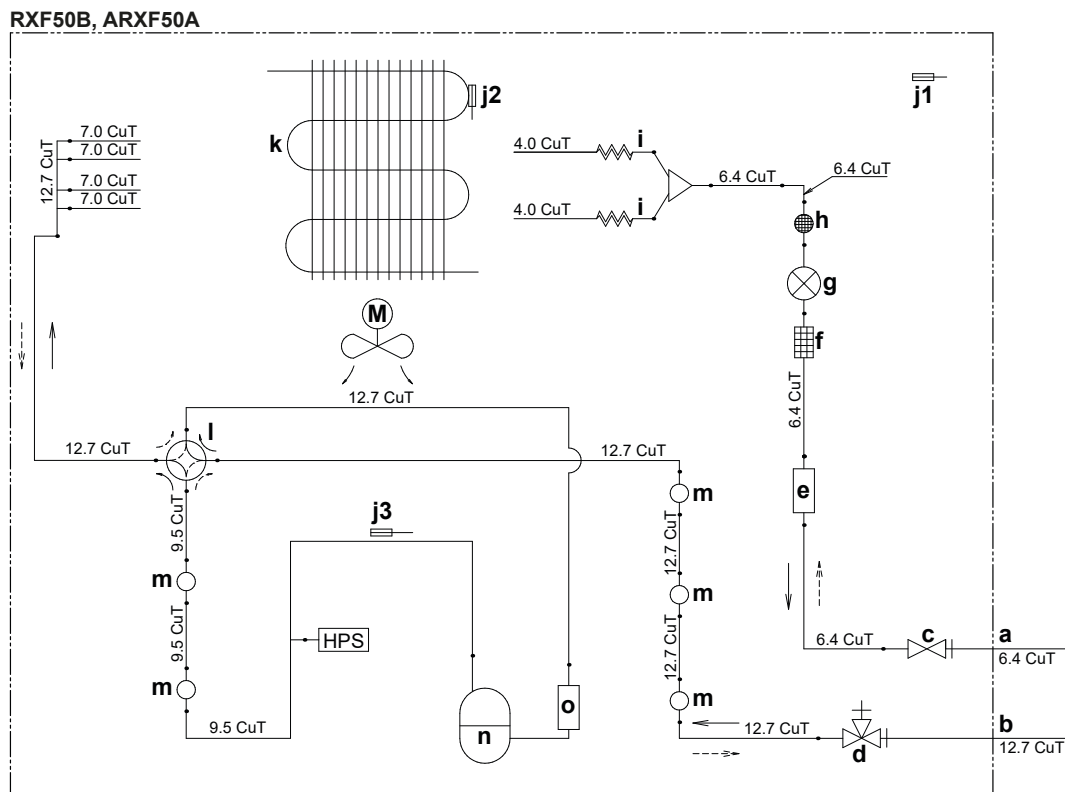 RXF50B, ARXF50A
j1
j2
k
7.0 CuT
7.0 CuT
7.0 CuT
7.0 CuT
12.7 CuT
4.0 CuT
i
4.0 CuT
i
6.4 CuT
6.4 CuT
h
g
f
M
6.4 CuT
12.7 CuT
l
12.7 CuT
12.7 CuT
e
m
9.5 CuT
j3
12.7 CuT
m
m
9.5 CuT
HPS
12.7 CuT
m
m
9.5 CuT
n
o
6.4 CuT
c
a
6.4 CuT
12.7 CuT
d
b
12.7 CuT